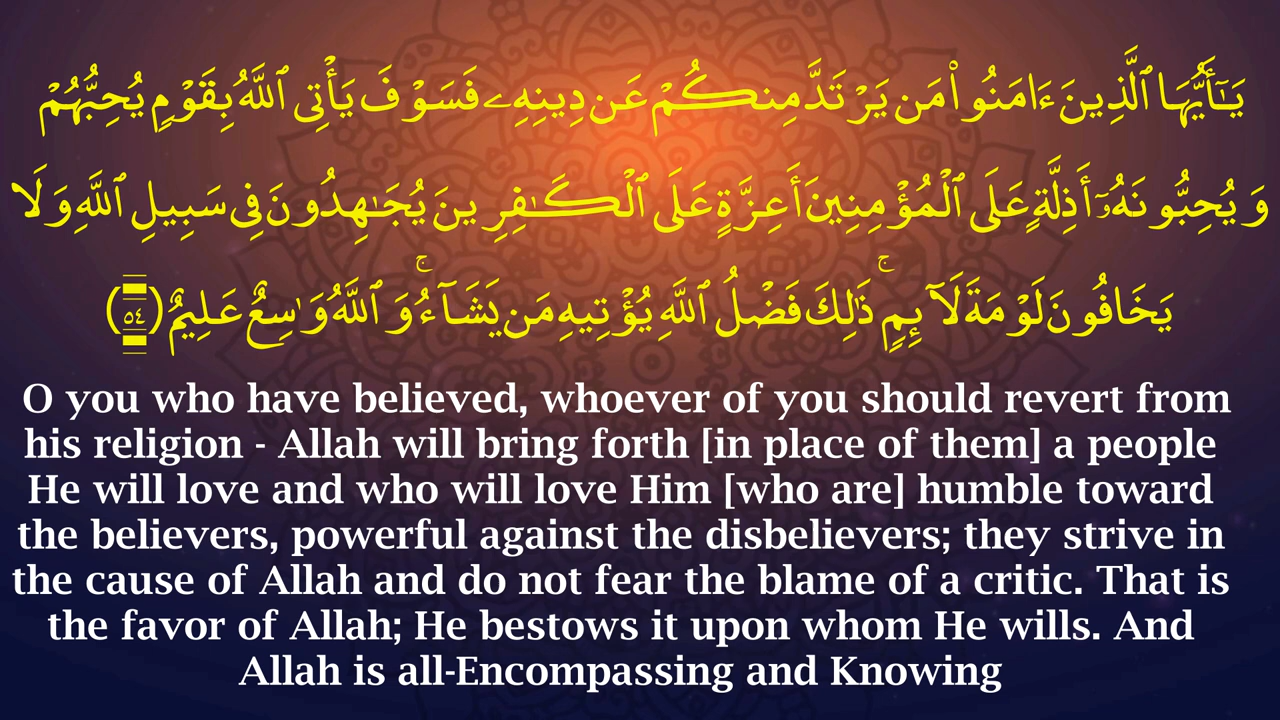 يَـٰٓأَيُّهَا ٱلَّذِينَ ءَامَنُوا۟ مَن يَرْتَدَّ مِنكُمْ عَن دِينِهِۦ فَسَوْفَ يَأْتِى ٱللَّهُ بِقَوْمٍ يُحِبُّهُمْ
وَيُحِبُّونَهُۥٓ أَذِلَّةٍ عَلَى ٱلْمُؤْمِنِينَ أَعِزَّةٍ عَلَى ٱلْكَـٰفِرِينَ يُجَـٰهِدُونَ فِى سَبِيلِ ٱللَّهِ وَلَا
يَخَافُونَ لَوْمَةَ لَآئِمٍ ۚ ذَٰلِكَ فَضْلُ ٱللَّهِ يُؤْتِيهِ مَن يَشَآءُ ۚ وَٱللَّهُ وَٰسِعٌ عَلِيمٌ (٥٤)
O you who have believed, whoever of you should revert from
his religion - Allah will bring forth [in place of them] a people
He will love and who will love Him [who are] humble toward
the believers, powerful against the disbelievers; they strive in
the cause of Allah and do not fear the blame of a critic. That is
the favor of Allah; He bestows it upon whom He wills. And
Allah is all-Encompassing and Knowing